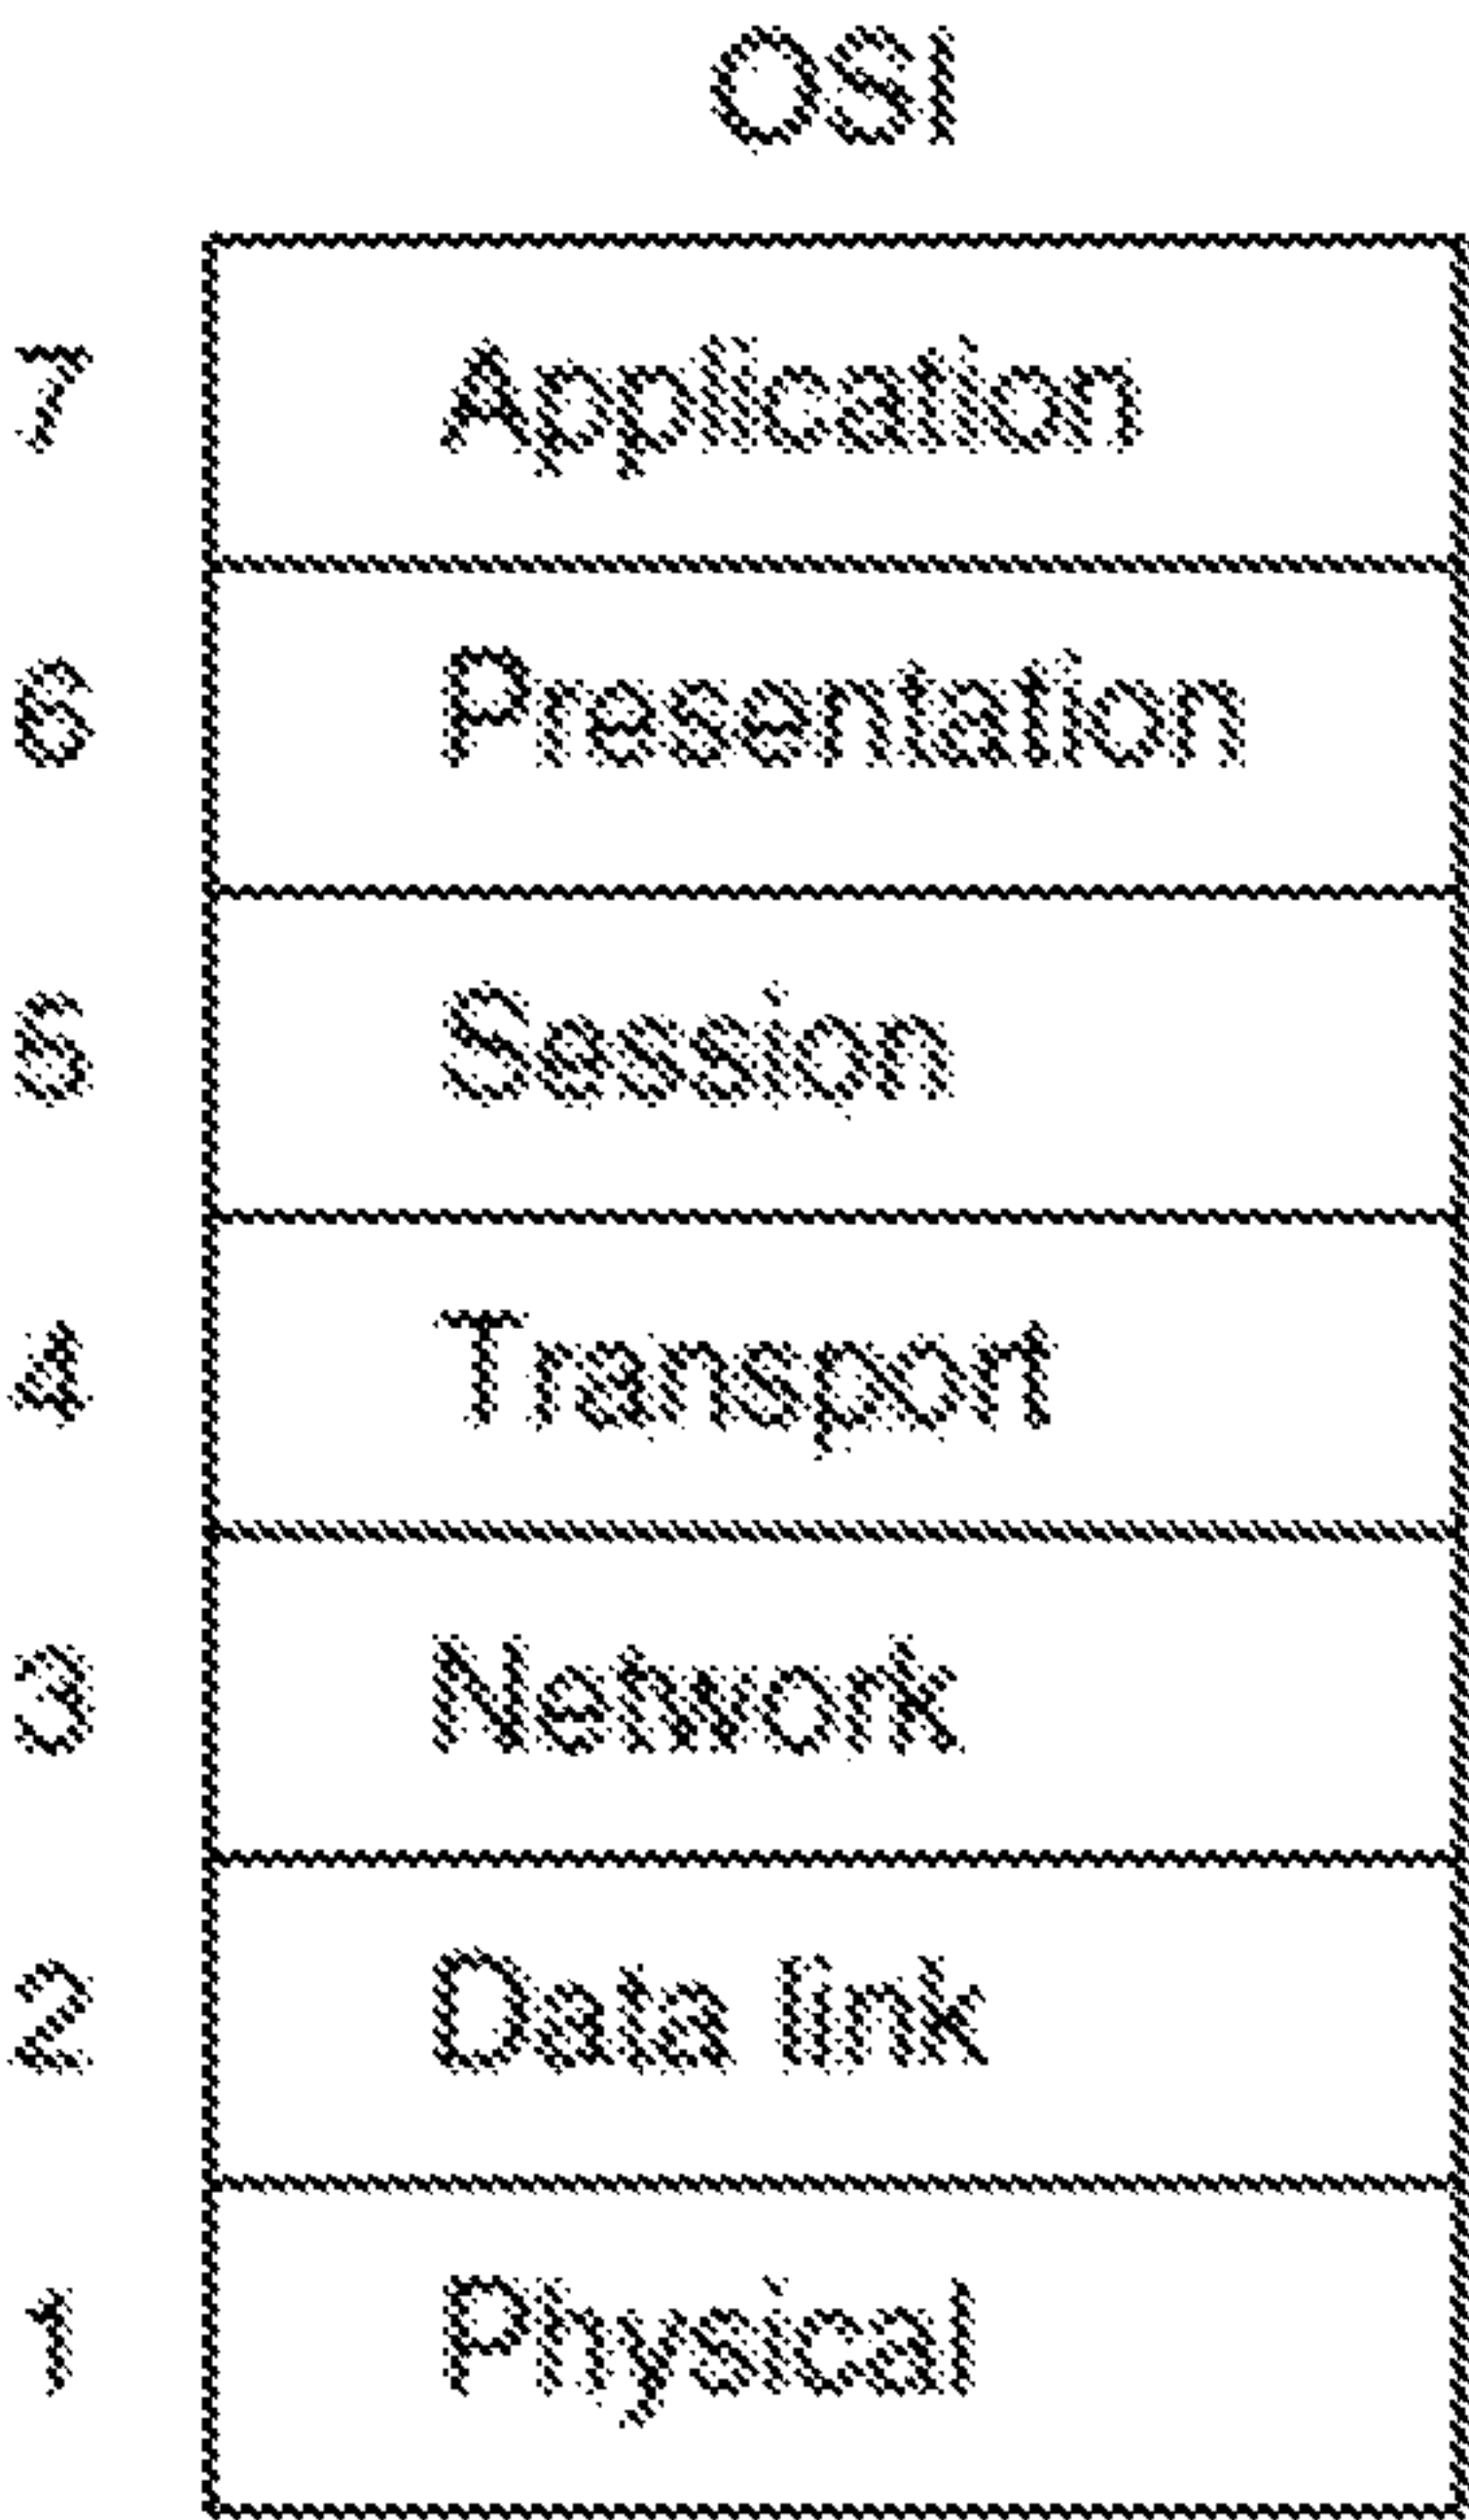 OSI
7 Application
6 Presentation
5 Session
4 Transport
3 Network
2 Data link
1 Physical